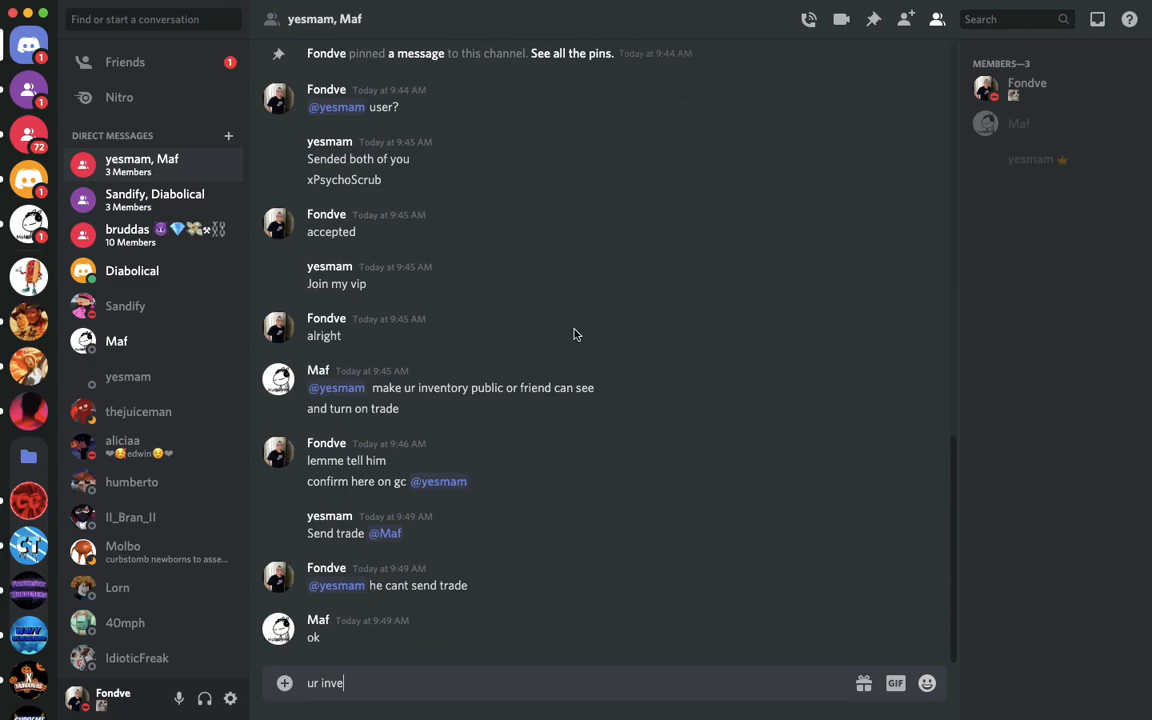 Find or start a conversation
yesmam, Maf
Search
1
Friends
1
Nitro
1
DIRECT MESSAGES
72
yesmam, Maf
3 Members
Sandify, Diabolical
3 Members
1
bruddas 😈💎💸⚒⛓
10 Members
1
Diabolical
Sandify
Maf
yesmam
thejuiceman
aliciaa
❤🥰edwin😌❤
humberto
II_Bran_II
Molbo
curbstomb newborns to asse...
Lorn
40mph
IdioticFreak
Fondve
Fondve pinned a message to this channel. See all the pins. Today at 9:44 AM
Fondve Today at 9:44 AM
@yesmam user?
yesmam Today at 9:45 AM
Sended both of you
xPsychoScrub
Fondve Today at 9:45 AM
accepted
yesmam Today at 9:45 AM
Join my vip
Fondve Today at 9:45 AM
alright
Maf Today at 9:45 AM
@yesmam make ur inventory public or friend can see
and turn on trade
Fondve Today at 9:46 AM
lemme tell him
confirm here on gc @yesmam
yesmam Today at 9:49 AM
Send trade @Maf
Fondve Today at 9:49 AM
@yesmam he cant send trade
Maf Today at 9:49 AM
ok
ur inve
GIF
MEMBERS—3
Fondve
Maf
yesmam